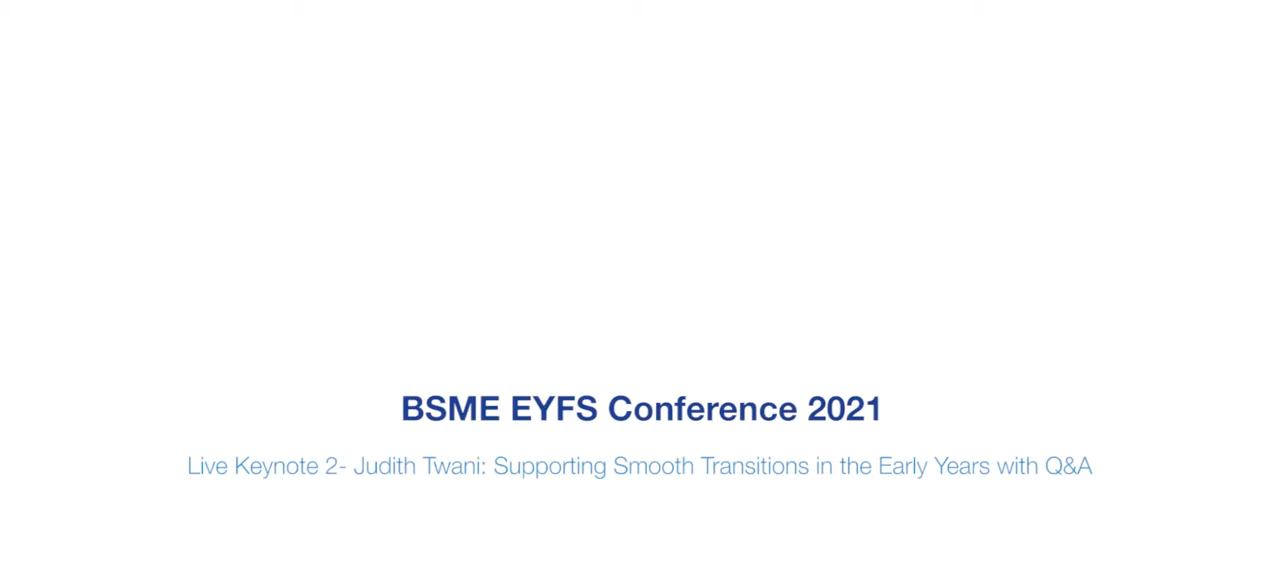 BSME EYFS Conference 2021
Live Keynote 2- Judith Twani: Supporting Smooth Transitions in the Early Years with Q&A